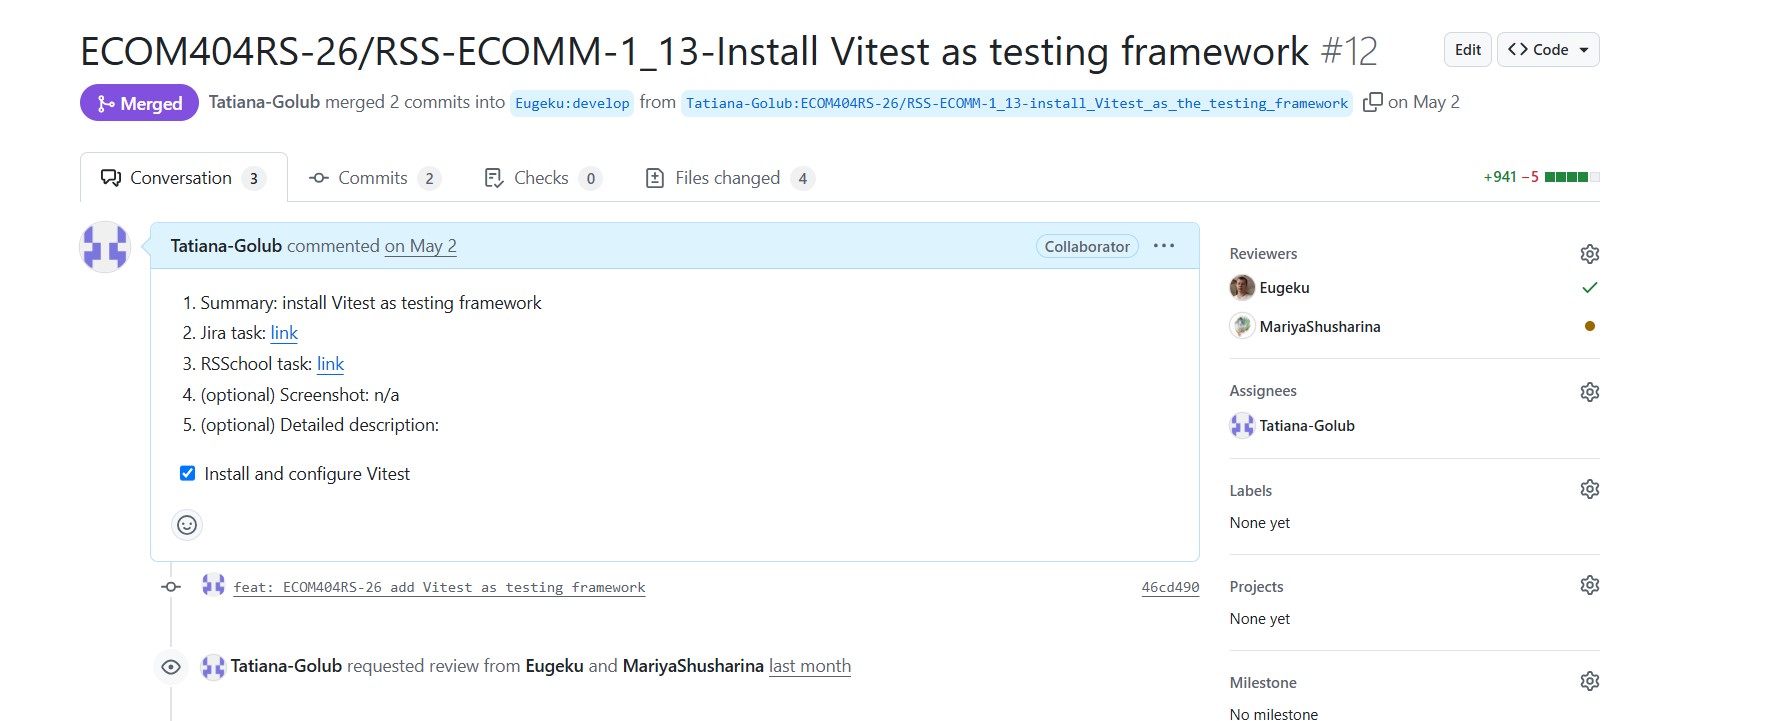 ECOM404RS-26/RSS-ECOMM-1_13-Install Vitest as testing framework #12
Edit
Code
Merged
Tatiana-Golub merged 2 commits into Eugeku:develop from Tatiana-Golub:ECOM404RS-26/RSS-ECOMM-1_13-install_Vitest_as_the_testing_framework on May 2
Conversation 3
Commits 2
Checks 0
Files changed 4
+941 −5
Tatiana-Golub commented on May 2
Collaborator
1. Summary: install Vitest as testing framework
2. Jira task: link
3. RSSchool task: link
4. (optional) Screenshot: n/a
5. (optional) Detailed description:
Install and configure Vitest
feat: ECOM404RS-26 add Vitest as testing framework
46cd490
Tatiana-Golub requested review from Eugeku and MariyaShusharina last month
Reviewers
Eugeku
MariyaShusharina
Assignees
Tatiana-Golub
Labels
None yet
Projects
None yet
Milestone
No milestone